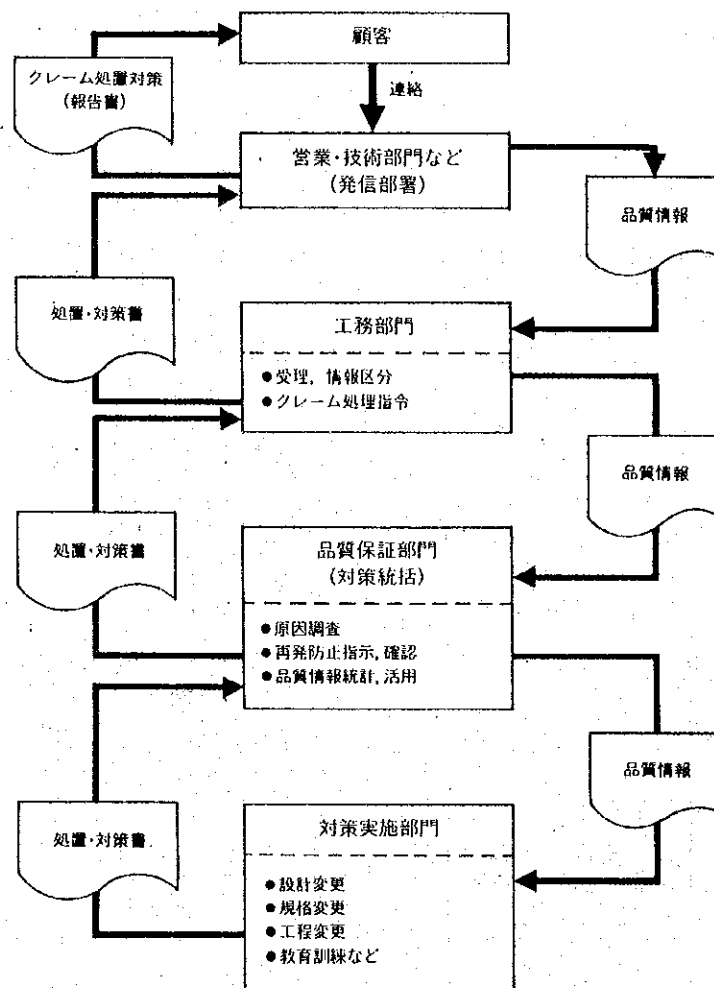 顧客
クレーム処置対策
(報告書)
連絡
営業・技術部門など
(発信部署)
品質情報
処置・対策書
工務部門
●受理, 情報区分
●クレーム処理指令
品質情報
処置・対策書
品質保証部門
(対策統括)
●原因調査
●再発防止指示, 確認
●品質情報統計, 活用
品質情報
処置・対策書
対策実施部門
●設計変更
●規格変更
●工程変更
●教育訓練など